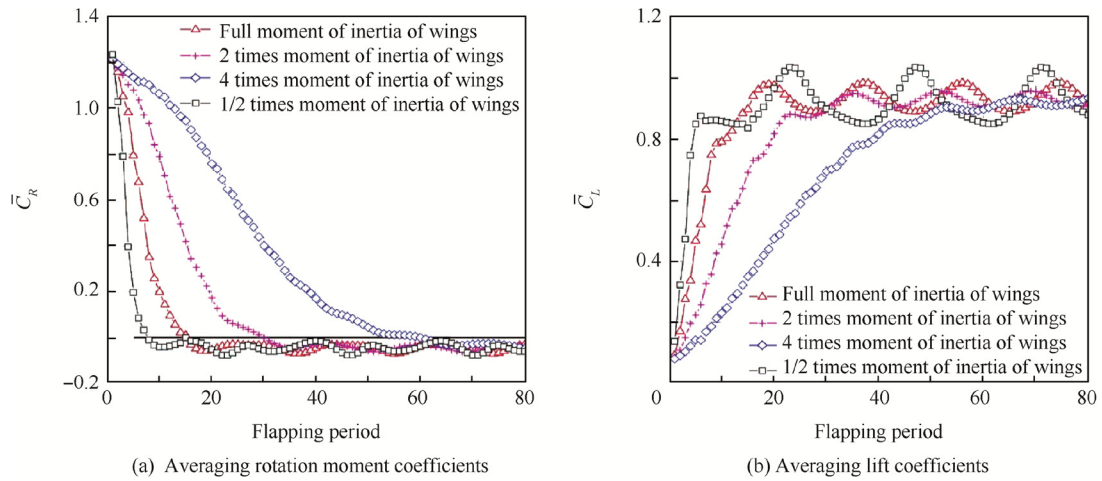 1.4
1.0
0.6
0.2
−0.2
C̄_R
Full moment of inertia of wings
2 times moment of inertia of wings
4 times moment of inertia of wings
1/2 times moment of inertia of wings
0
20
40
60
80
Flapping period
(a) Averaging rotation moment coefficients
1.2
0.8
0.4
C̄_L
Full moment of inertia of wings
2 times moment of inertia of wings
4 times moment of inertia of wings
1/2 times moment of inertia of wings
0
20
40
60
80
Flapping period
(b) Averaging lift coefficients